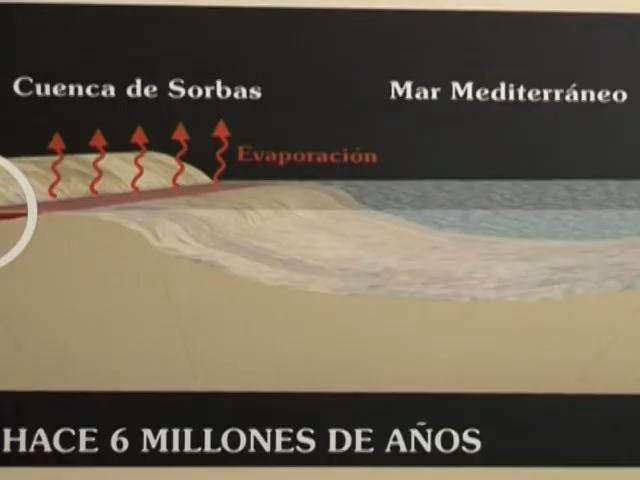 Cuenca de Sorbas
Mar Mediterráneo
Evaporación
HACE 6 MILLONES DE AÑOS